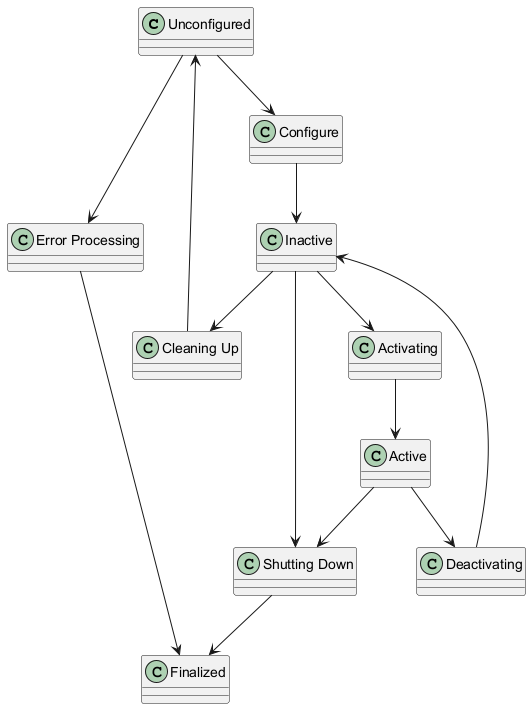 C Unconfigured
C Configure
C Error Processing
C Inactive
C Cleaning Up
C Activating
C Active
C Shutting Down
C Deactivating
C Finalized